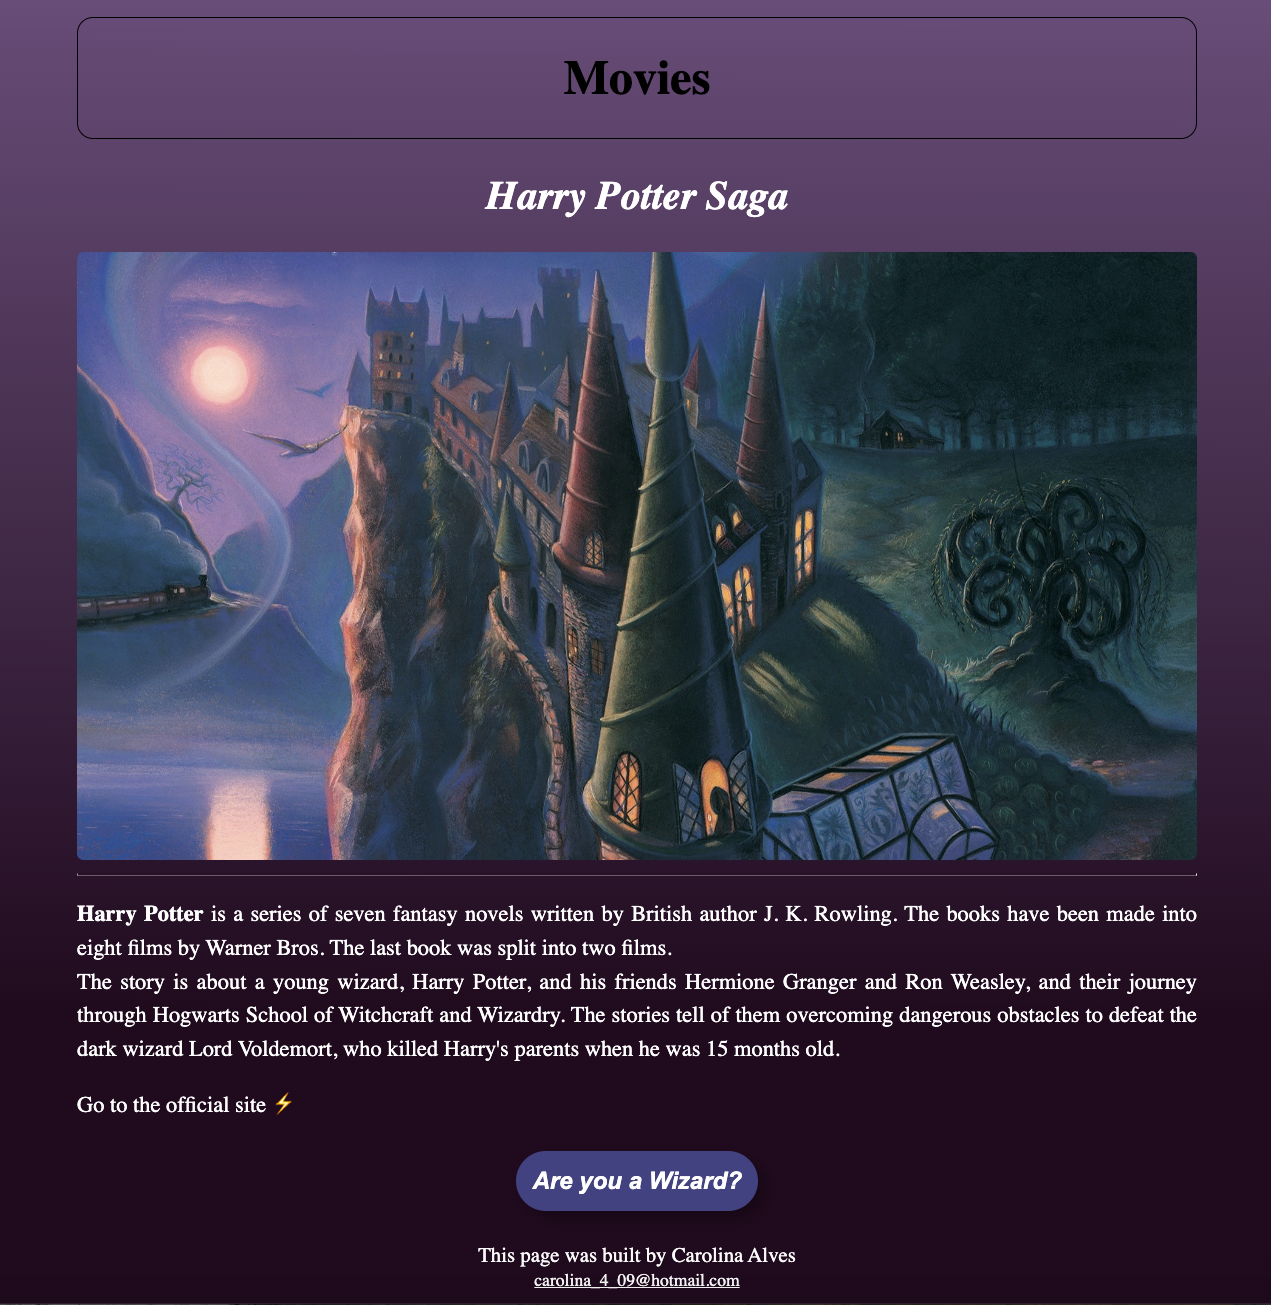 Movies
Harry Potter Saga
Harry Potter is a series of seven fantasy novels written by British author J. K. Rowling. The books have been made into
eight films by Warner Bros. The last book was split into two films.
The story is about a young wizard, Harry Potter, and his friends Hermione Granger and Ron Weasley, and their journey
through Hogwarts School of Witchcraft and Wizardry. The stories tell of them overcoming dangerous obstacles to defeat the
dark wizard Lord Voldemort, who killed Harry's parents when he was 15 months old.
Go to the official site ⚡
Are you a Wizard?
This page was built by Carolina Alves
carolina_4_09@hotmail.com